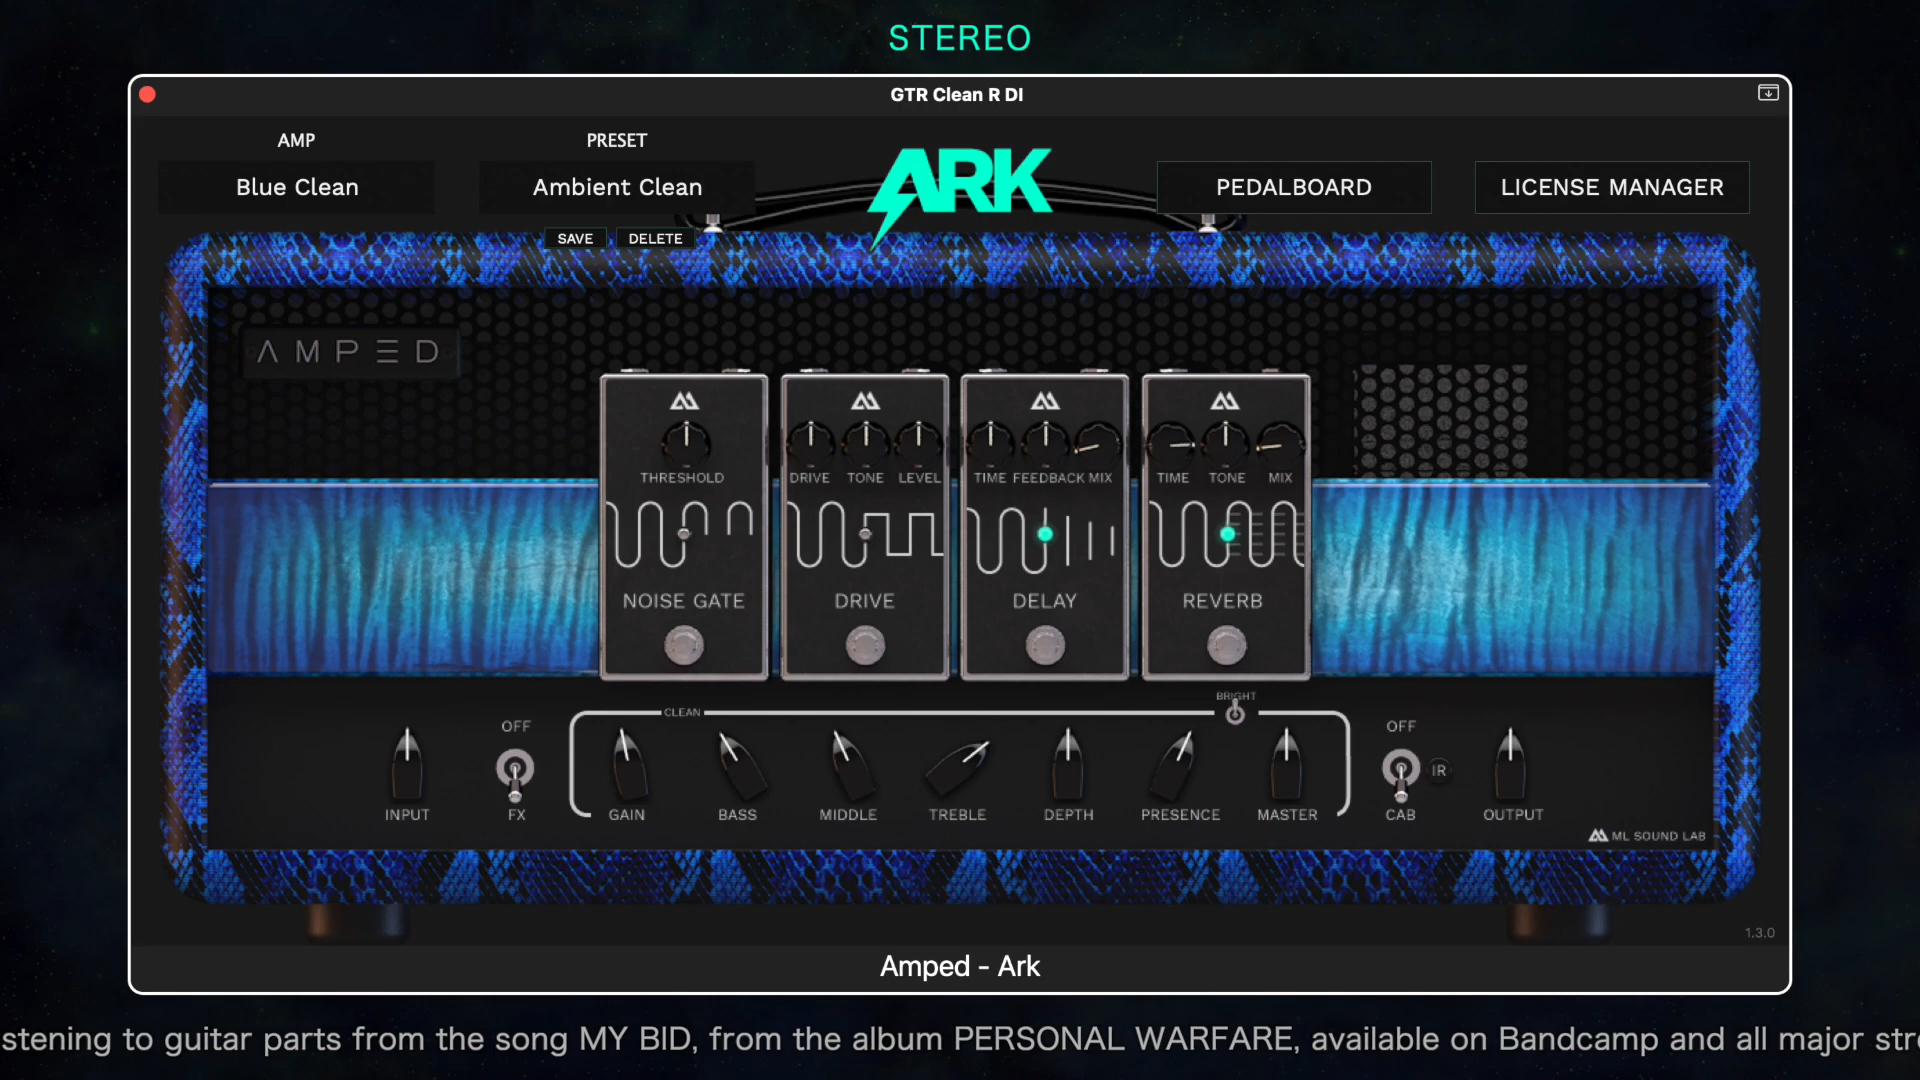 STEREO
GTR Clean R DI
AMP
PRESET
Blue Clean
Ambient Clean
ARK
PEDALBOARD
LICENSE MANAGER
SAVE
DELETE
AMPED
THRESHOLD
DRIVE TONE LEVEL
TIME FEEDBACK MIX
TIME TONE MIX
NOISE GATE
DRIVE
DELAY
REVERB
BRIGHT
CLEAN
OFF
OFF
IR
INPUT
FX
GAIN
BASS
MIDDLE
TREBLE
DEPTH
PRESENCE
MASTER
CAB
OUTPUT
ML SOUND LAB
1.3.0
Amped - Ark
stening to guitar parts from the song MY BID, from the album PERSONAL WARFARE, available on Bandcamp and all major stre